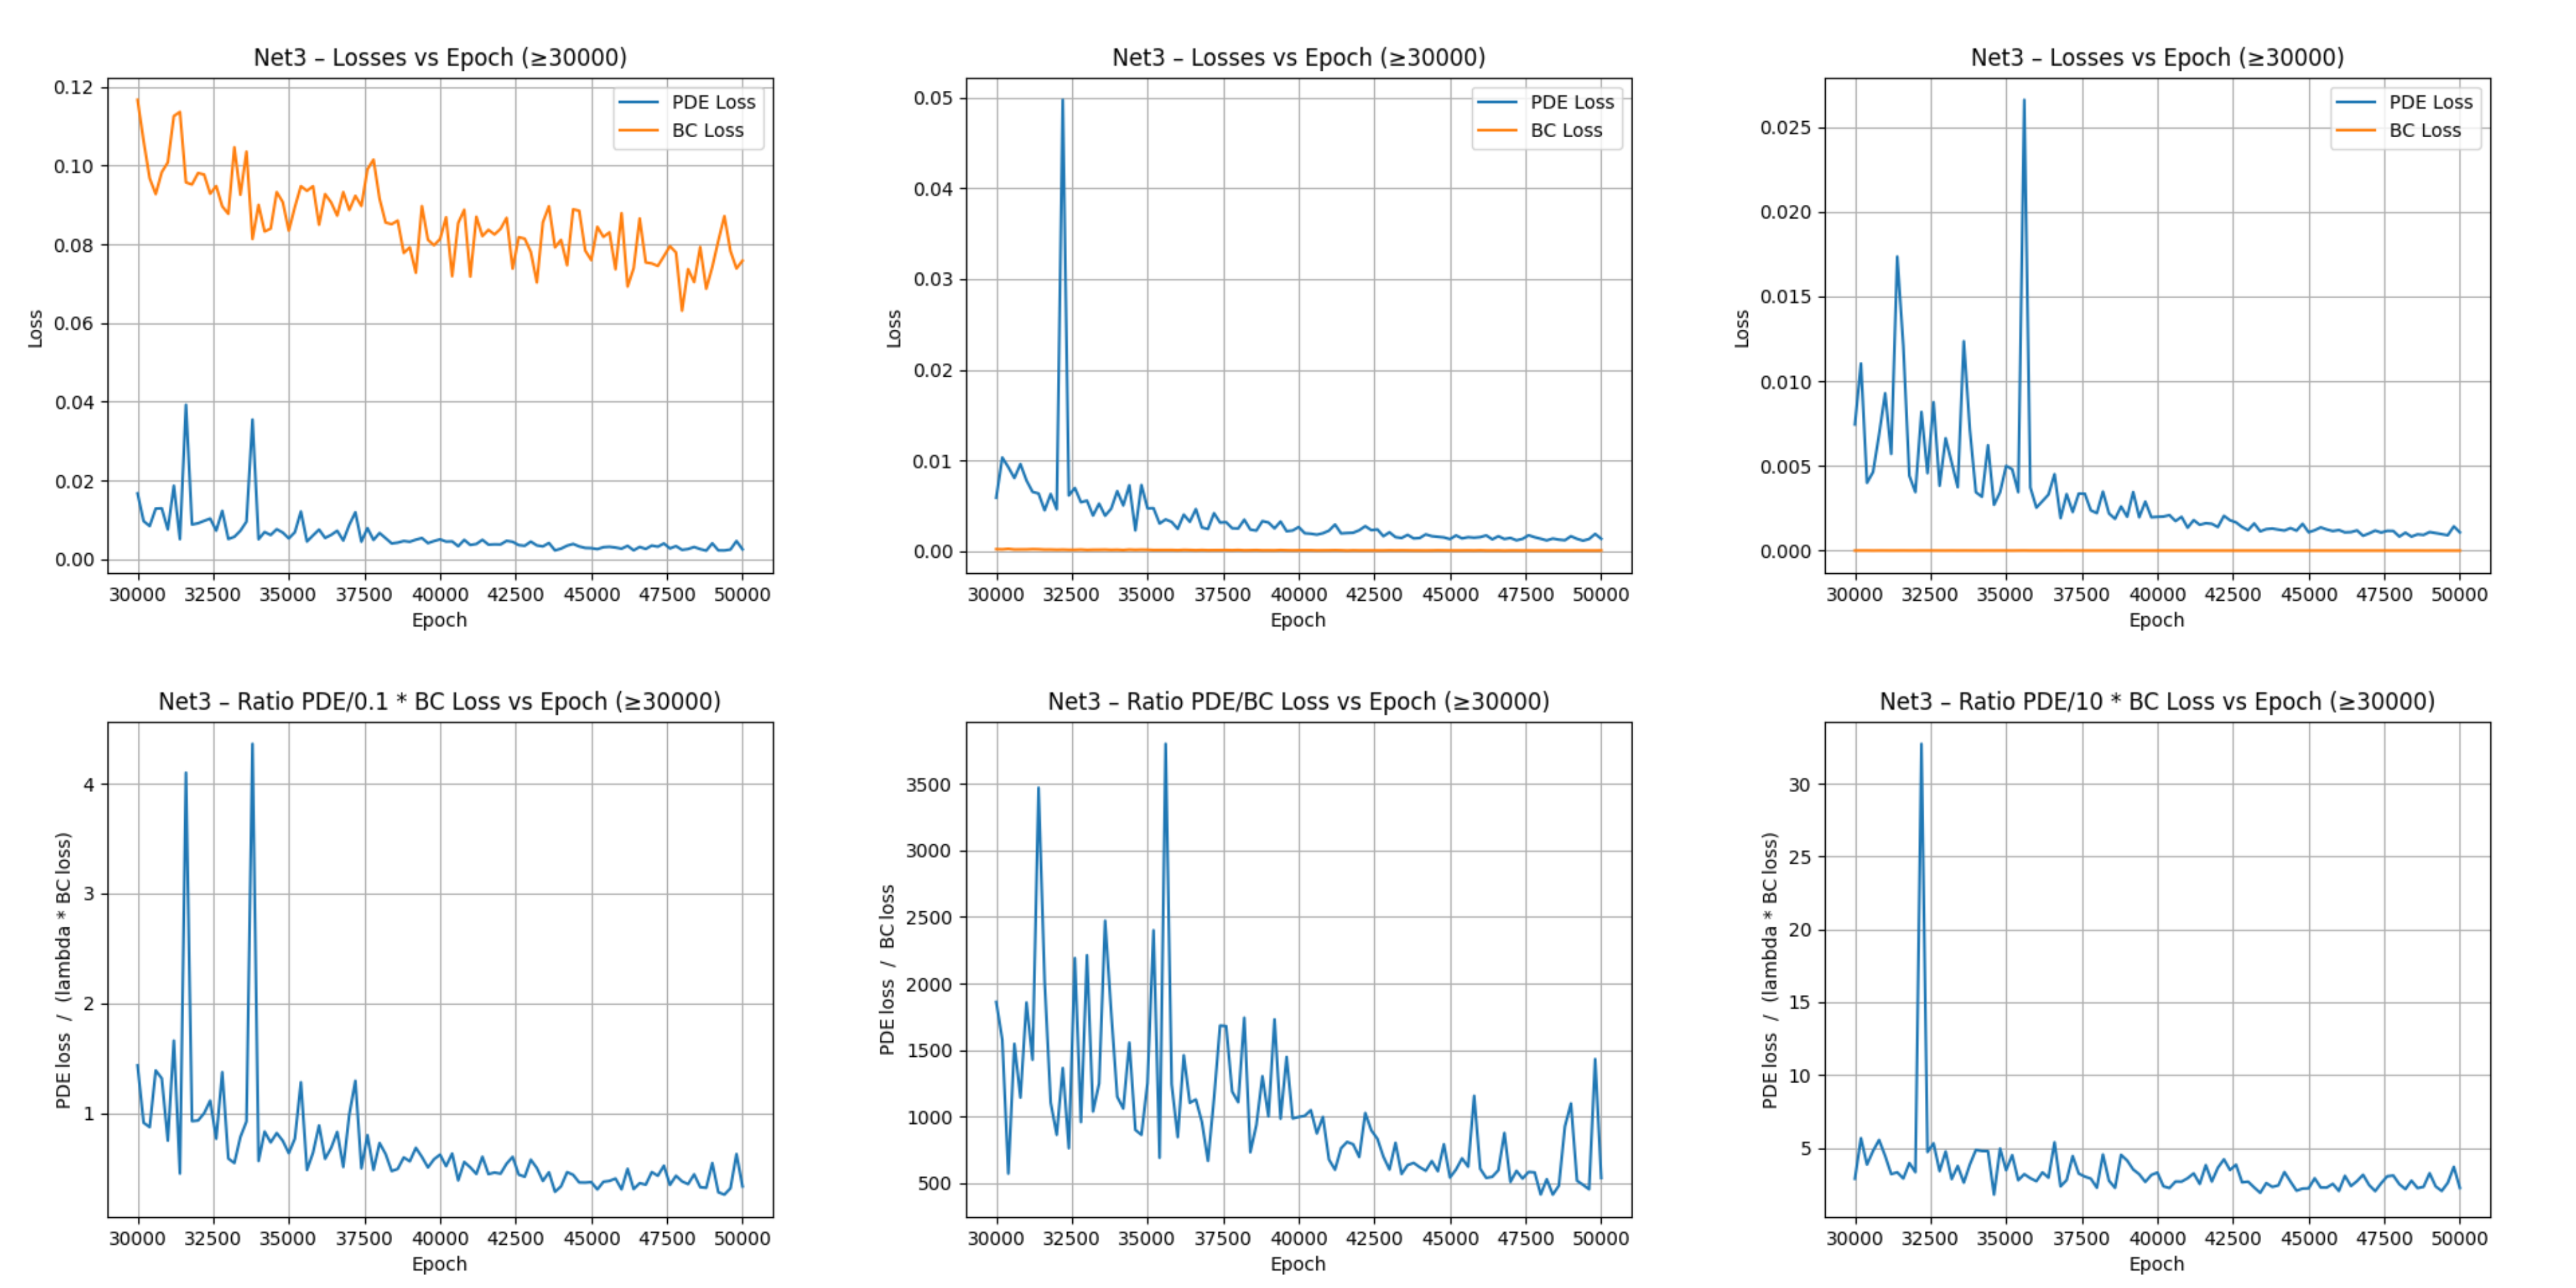 Net3 – Losses vs Epoch (≥30000)
0.12
0.10
0.08
0.06
0.04
0.02
0.00
Loss
PDE Loss
BC Loss
30000 32500 35000 37500 40000 42500 45000 47500 50000
Epoch
Net3 – Losses vs Epoch (≥30000)
0.05
0.04
0.03
0.02
0.01
0.00
Loss
PDE Loss
BC Loss
30000 32500 35000 37500 40000 42500 45000 47500 50000
Epoch
Net3 – Losses vs Epoch (≥30000)
0.025
0.020
0.015
0.010
0.005
0.000
Loss
PDE Loss
BC Loss
30000 32500 35000 37500 40000 42500 45000 47500 50000
Epoch
Net3 – Ratio PDE/0.1 * BC Loss vs Epoch (≥30000)
4
3
2
1
PDE loss / (lambda * BC loss)
30000 32500 35000 37500 40000 42500 45000 47500 50000
Epoch
Net3 – Ratio PDE/BC Loss vs Epoch (≥30000)
3500
3000
2500
2000
1500
1000
500
PDE loss / BC loss
30000 32500 35000 37500 40000 42500 45000 47500 50000
Epoch
Net3 – Ratio PDE/10 * BC Loss vs Epoch (≥30000)
30
25
20
15
10
5
PDE loss / (lambda * BC loss)
30000 32500 35000 37500 40000 42500 45000 47500 50000
Epoch